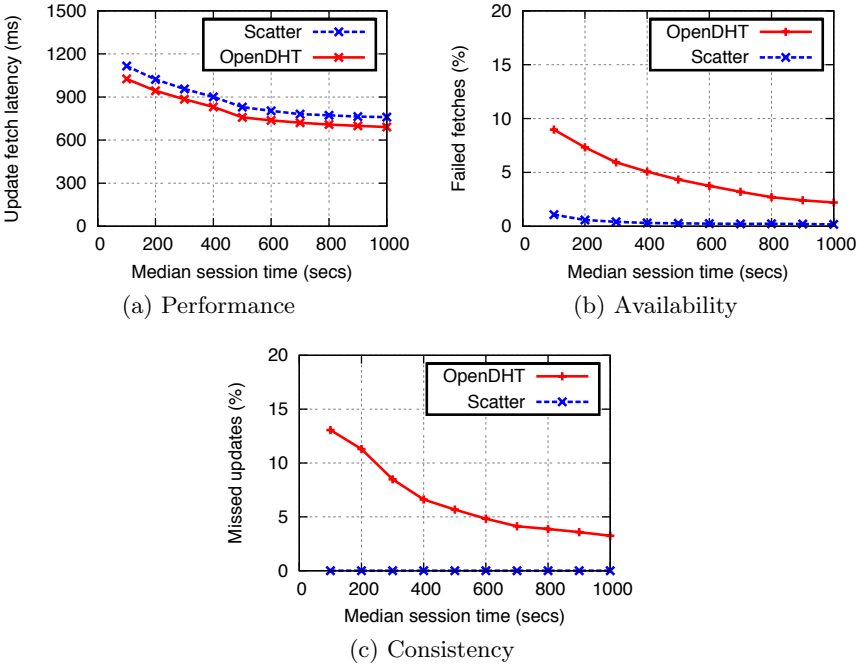 1500
1200
900
600
300
0
Update fetch latency (ms)
Scatter
OpenDHT
0 200 400 600 800 1000
Median session time (secs)
(a) Performance
20
15
10
5
0
Failed fetches (%)
OpenDHT
Scatter
0 200 400 600 800 1000
Median session time (secs)
(b) Availability
20
15
10
5
0
Missed updates (%)
OpenDHT
Scatter
0 200 400 600 800 1000
Median session time (secs)
(c) Consistency